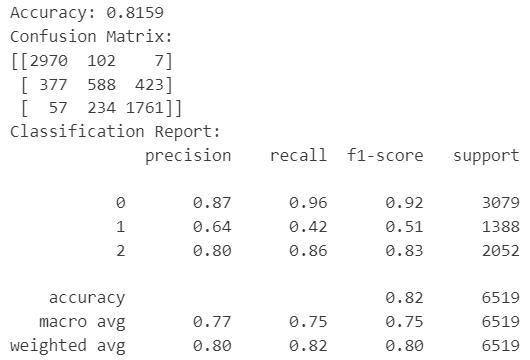 Accuracy: 0.8159
Confusion Matrix:
[[2970  102    7]
 [ 377  588  423]
 [  57  234 1761]]
Classification Report:
              precision    recall  f1-score   support

           0       0.87      0.96      0.92      3079
           1       0.64      0.42      0.51      1388
           2       0.80      0.86      0.83      2052

    accuracy                           0.82      6519
   macro avg       0.77      0.75      0.75      6519
weighted avg       0.80      0.82      0.80      6519